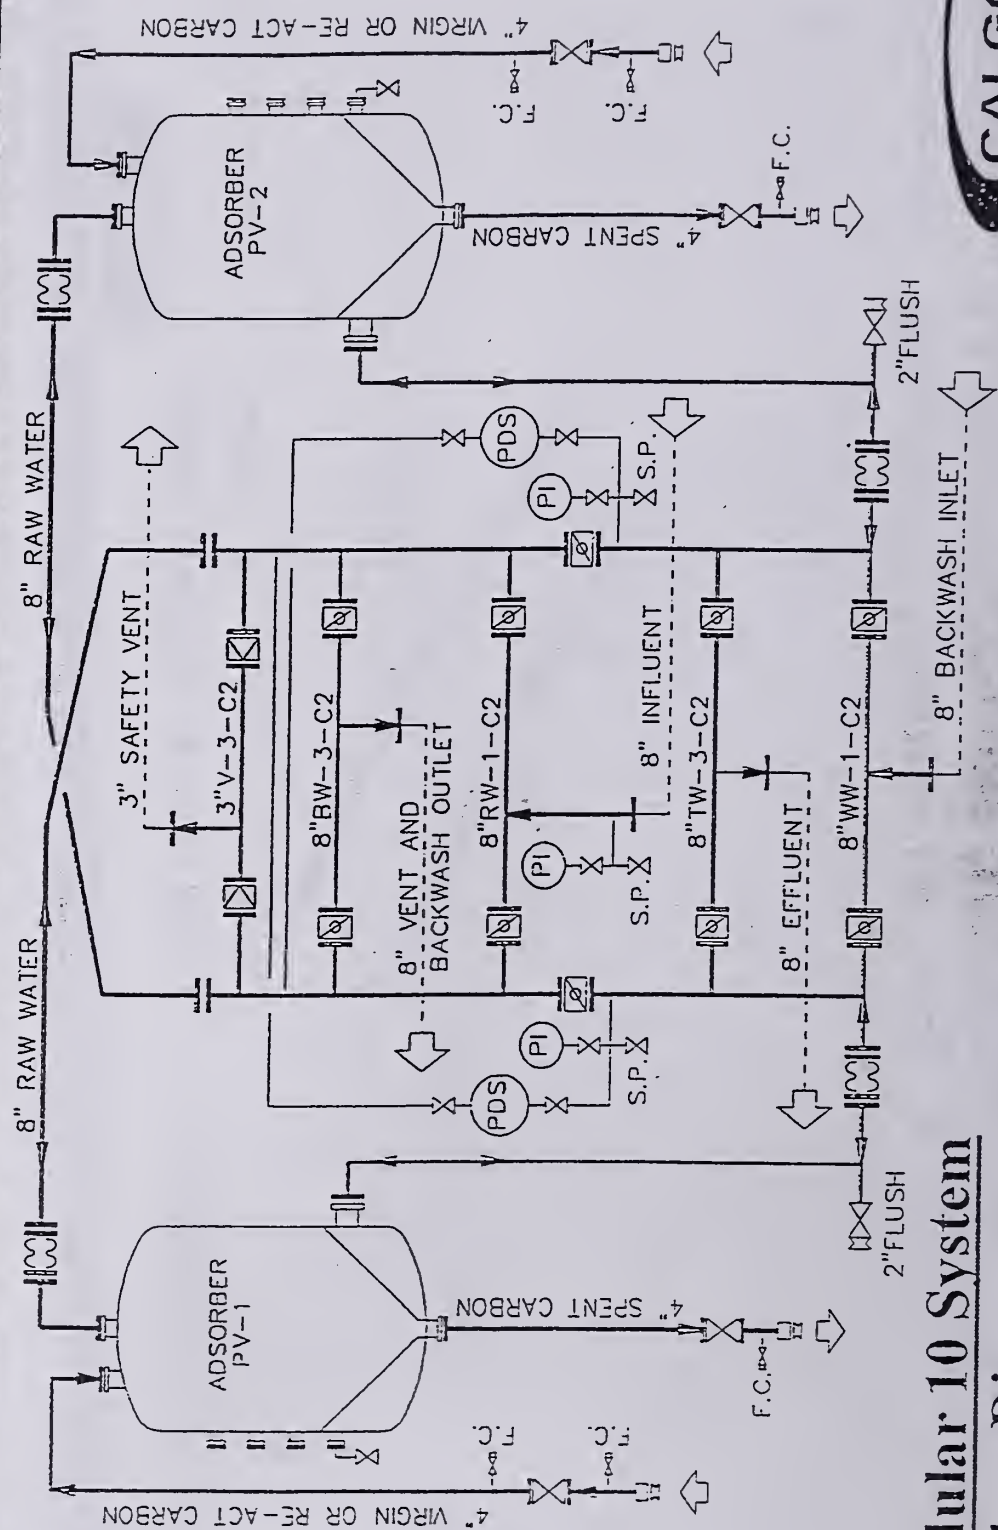 4" VIRGIN OR RE-ACT CARBON
F.C.
F.C.
ADSORBER
PV-2
4" SPENT CARBON
F.C.
8" RAW WATER
2"FLUSH
3" SAFETY VENT
3"V-3-C2
PDS
PI
S.P.
8"BW-3-C2
8" VENT AND
BACKWASH OUTLET
8"RW-1-C2
8" INFLUENT
PI
S.P.
8"TW-3-C2
8" EFFLUENT
8"WW-1-C2
8" BACKWASH INLET
PI
S.P.
PDS
8" RAW WATER
ADSORBER
PV-1
4" SPENT CARBON
F.C.
2"FLUSH
4" VIRGIN OR RE-ACT CARBON
F.C.
F.C.
10 System